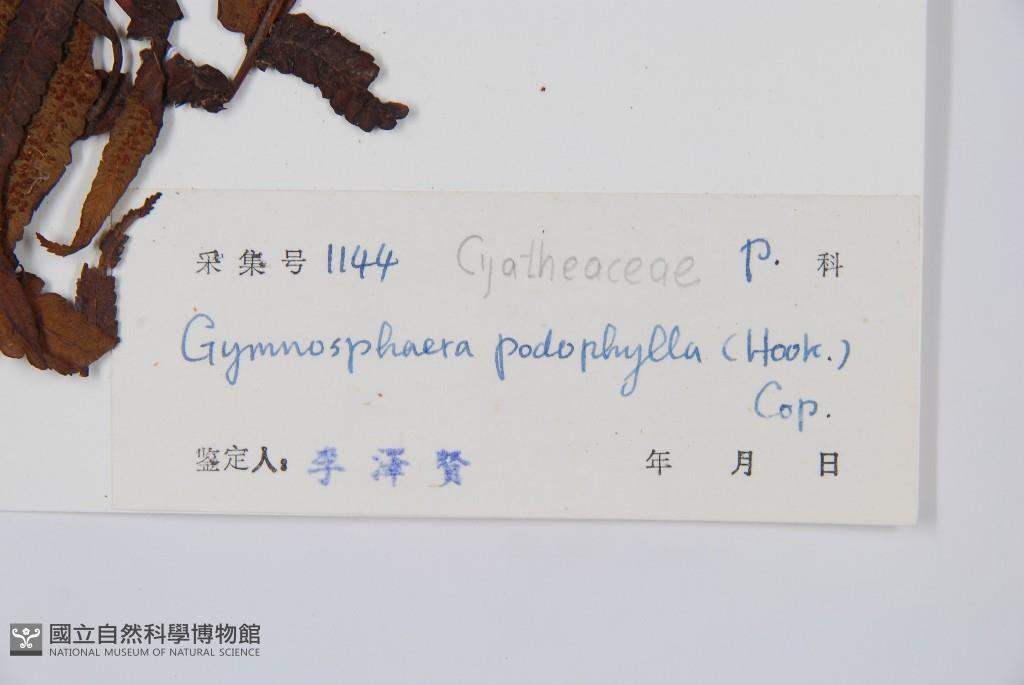 采集号 1144 Cyatheaceae P. 科
Gymnosphaera podophylla (Hook.)
Cop.
鉴定人: 李澤賢 年 月 日
國立自然科學博物館
NATIONAL MUSEUM OF NATURAL SCIENCE